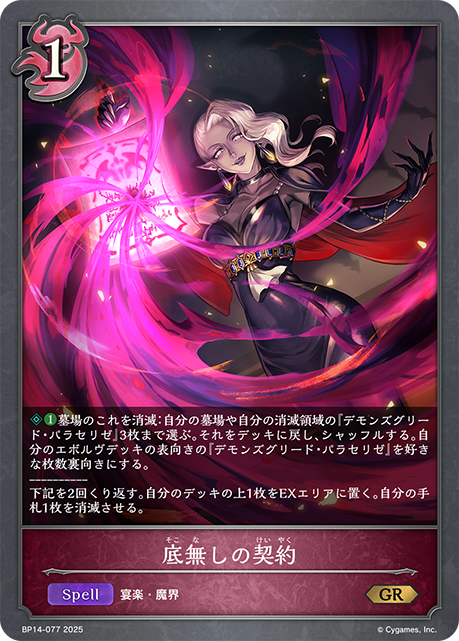 1
1 墓場のこれを消滅:自分の墓場や自分の消滅領域の『デモンズグリー
ド・パラセリゼ』3枚まで選ぶ。それをデッキに戻し、シャッフルする。自
分のエボルヴデッキの表向きの『デモンズグリード・パラセリゼ』を好き
な枚数裏向きにする。
----------
下記を2回くり返す。自分のデッキの上1枚をEXエリアに置く。自分の手
札1枚を消滅させる。
そこ な けい やく
底無しの契約
Spell 宴楽・魔界 GR
BP14-077 2025 © Cygames, Inc.